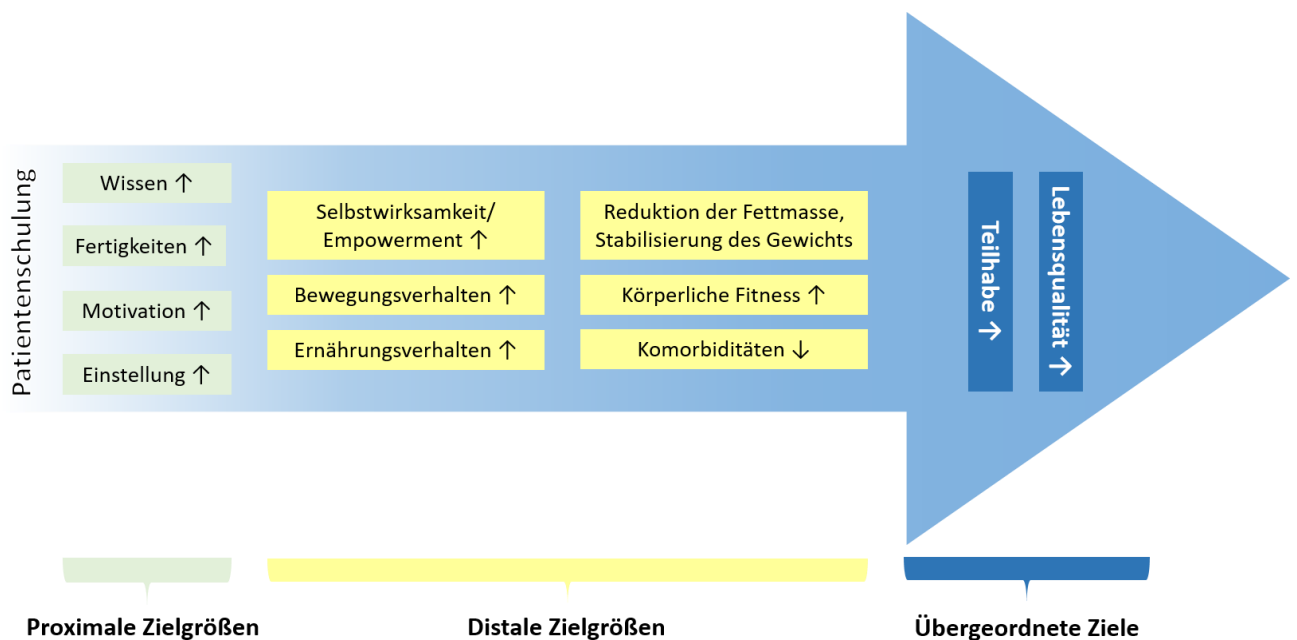 Patientenschulung
Wissen ↑
Fertigkeiten ↑
Motivation ↑
Einstellung ↑
Selbstwirksamkeit/
Empowerment ↑
Bewegungsverhalten ↑
Ernährungsverhalten ↑
Reduktion der Fettmasse,
Stabilisierung des Gewichts
Körperliche Fitness ↑
Komorbiditäten ↓
Teilhabe ↑
Lebensqualität ↑
Proximale Zielgrößen
Distale Zielgrößen
Übergeordnete Ziele